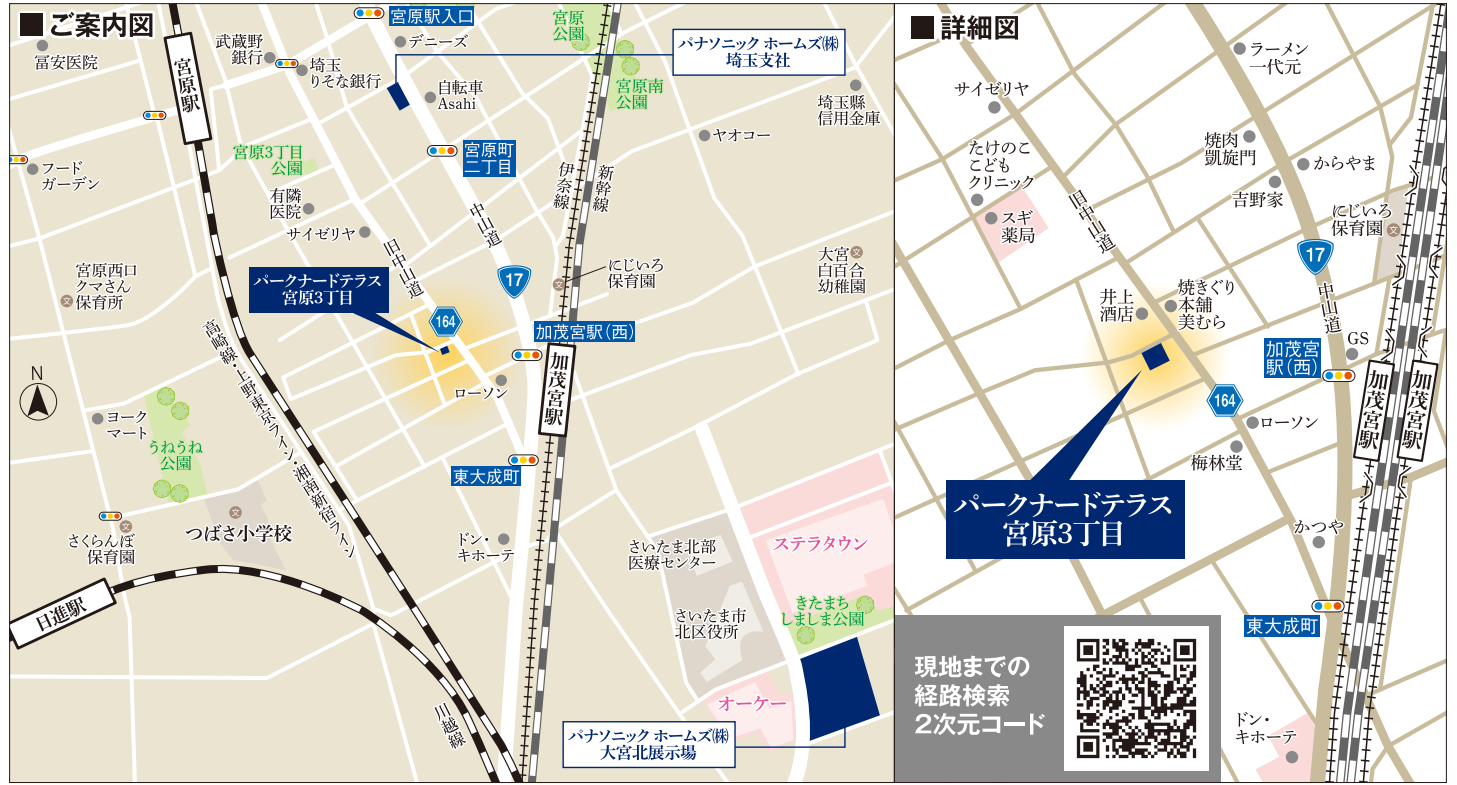 ■ご案内図
宮原駅入口
宮原
公園
デニーズ
パナソニック ホームズ㈱
埼玉支社
冨安医院
武蔵野
銀行
埼玉
りそな銀行
宮原駅
自転車
Asahi
宮原南
公園
埼玉縣
信用金庫
ヤオコー
宮原町
二丁目
宮原3丁目
公園
フード
ガーデン
伊奈線
新幹線
有隣
医院
サイゼリヤ
中山道
旧中山道
大宮
白百合
幼稚園
宮原西口
クマさん
保育所
文
文
文
パークナードテラス
宮原3丁目
17
にじいろ
保育園
164
加茂宮駅(西)
高崎線・上野東京ライン・湘南新宿ライン
N
加茂宮駅
ローソン
ヨーク
マート
うねうね
公園
東大成町
文
文
さくらんぼ
保育園
つばさ小学校
ドン・
キホーテ
さいたま北部
医療センター
ステラタウン
日進駅
さいたま市
北区役所
きたまち
しましま公園
オーケー
川越線
パナソニック ホームズ㈱
大宮北展示場
■詳細図
ラーメン
一代元
サイゼリヤ
たけのこ
こども
クリニック
焼肉
凱旋門
からやま
吉野家
スギ
薬局
旧中山道
にじいろ
保育園
文
17
中山道
井上
酒店
焼きぐり
本舗
美むら
GS
加茂宮
駅(西)
加茂宮駅
加茂宮駅
164
ローソン
梅林堂
パークナードテラス
宮原3丁目
かつや
東大成町
現地までの
経路検索
2次元コード
ドン・
キホーテ